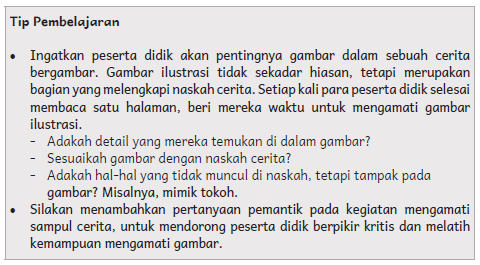 Tip Pembelajaran
• Ingatkan peserta didik akan pentingnya gambar dalam sebuah cerita
bergambar. Gambar ilustrasi tidak sekadar hiasan, tetapi merupakan
bagian yang melengkapi naskah cerita. Setiap kali para peserta didik selesai
membaca satu halaman, beri mereka waktu untuk mengamati gambar
ilustrasi.
- Adakah detail yang mereka temukan di dalam gambar?
- Sesuaikah gambar dengan naskah cerita?
- Adakah hal-hal yang tidak muncul di naskah, tetapi tampak pada
gambar? Misalnya, mimik tokoh.
• Silakan menambahkan pertanyaan pemantik pada kegiatan mengamati
sampul cerita, untuk mendorong peserta didik berpikir kritis dan melatih
kemampuan mengamati gambar.